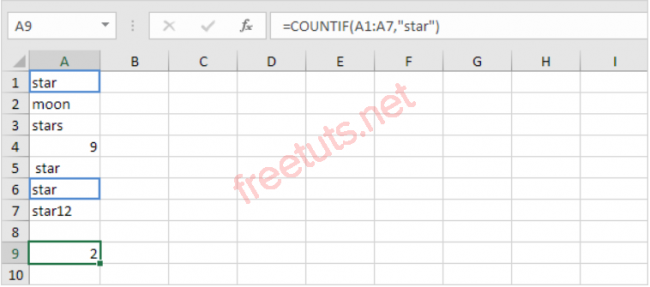 A9 fx =COUNTIF(A1:A7,"star")
A B C D E F G H I
1 star
2 moon
3 stars
4 9
5 star
6 star
7 star12
8
9 2
10
freetuts.net